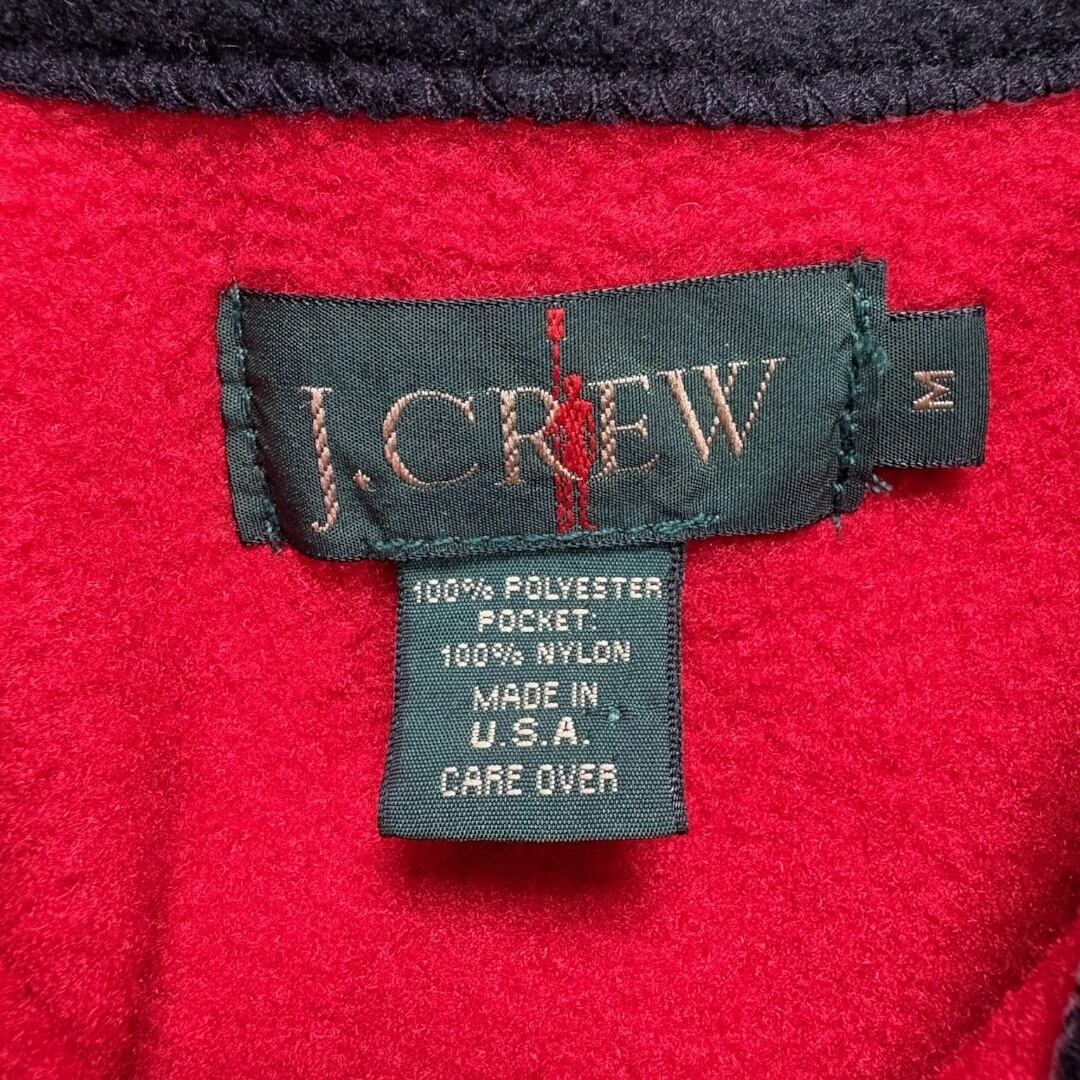 J.CREW
M
100% POLYESTER
POCKET:
100% NYLON
MADE IN
U.S.A.
CARE OVER